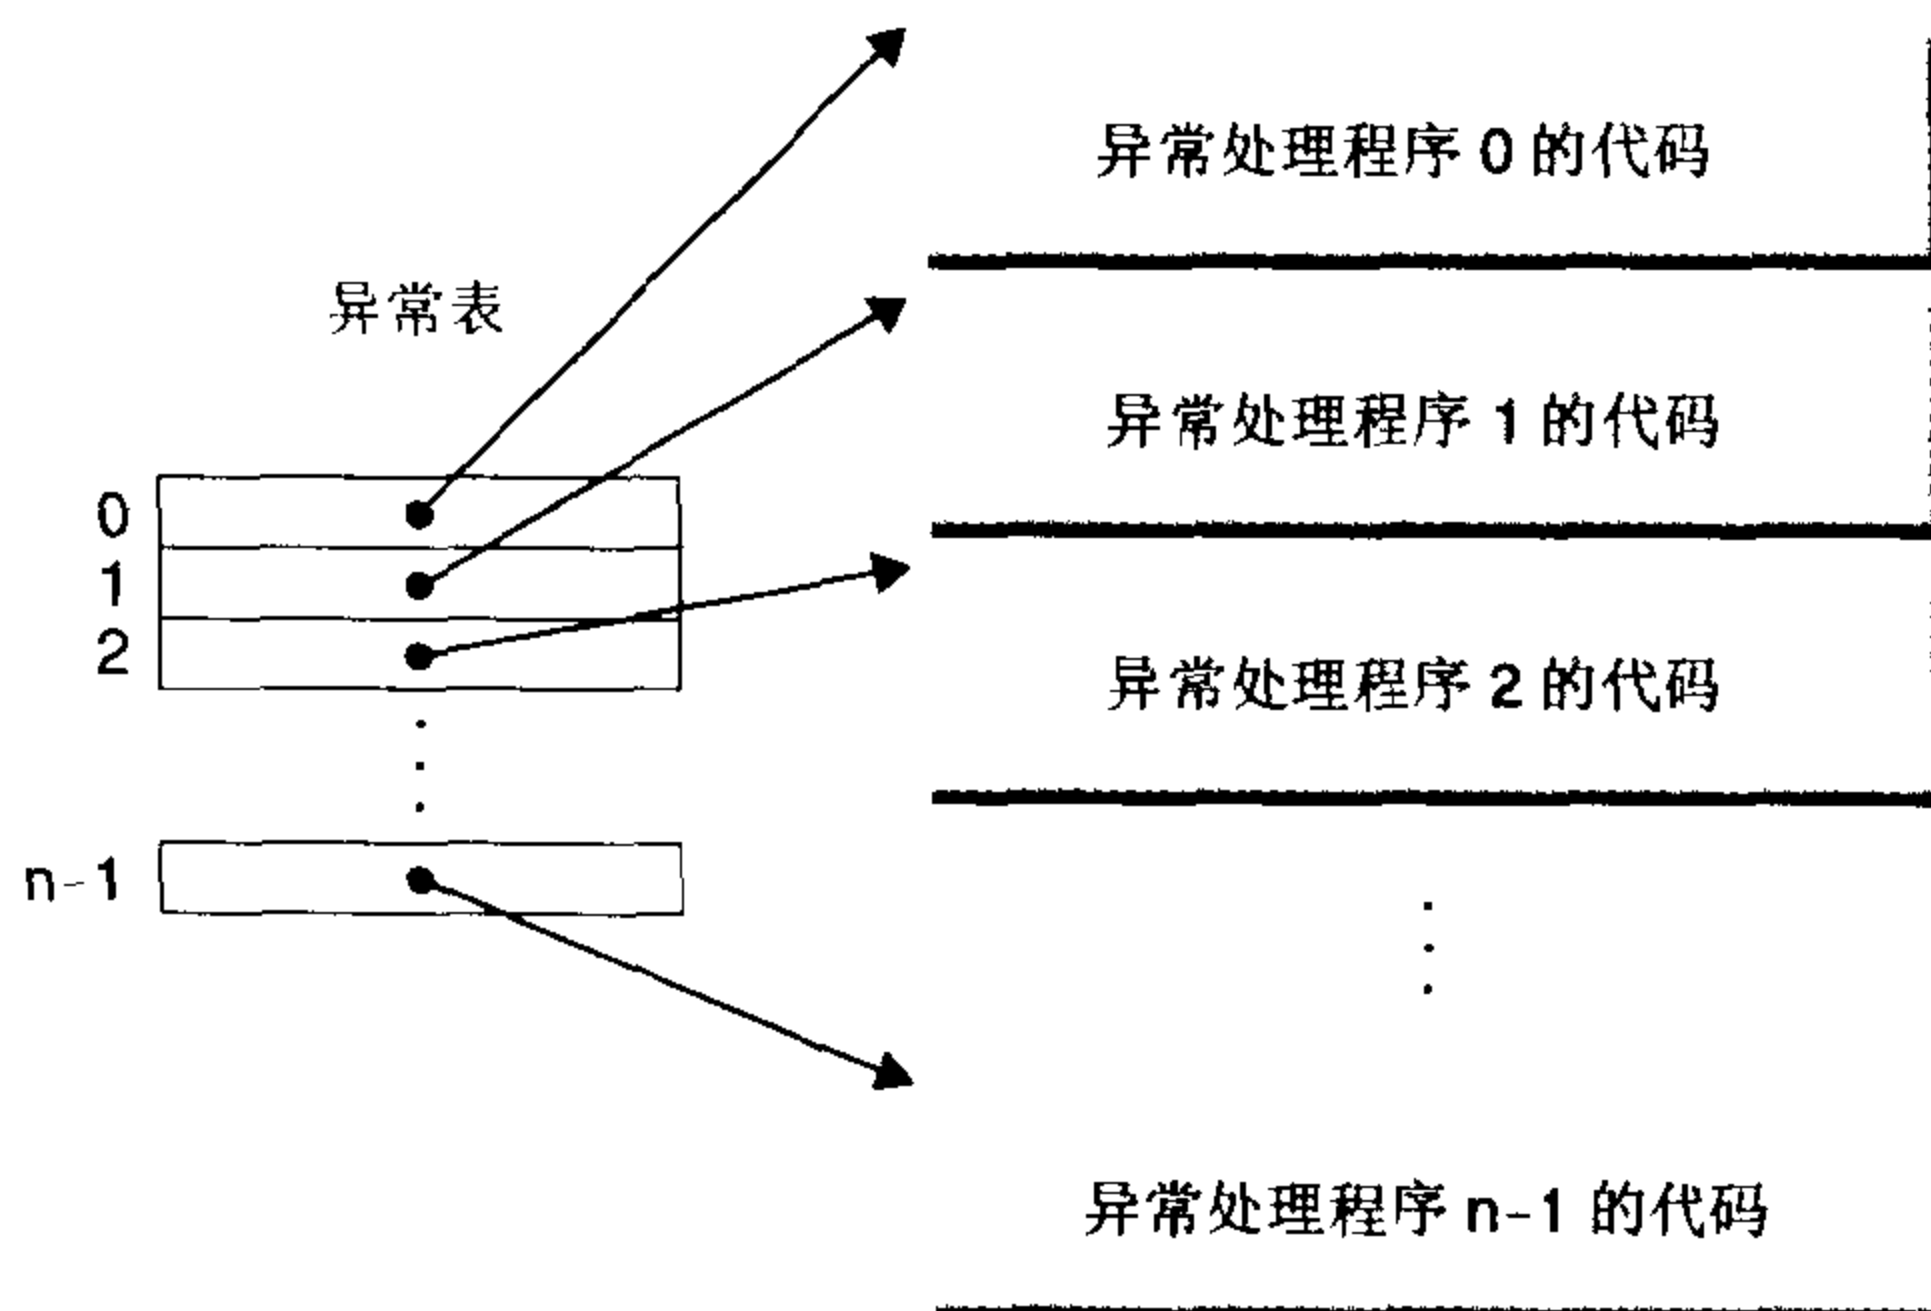 异常处理程序 0 的代码
异常表
异常处理程序 1 的代码
0
1
2
异常处理程序 2 的代码
n-1
异常处理程序 n-1 的代码